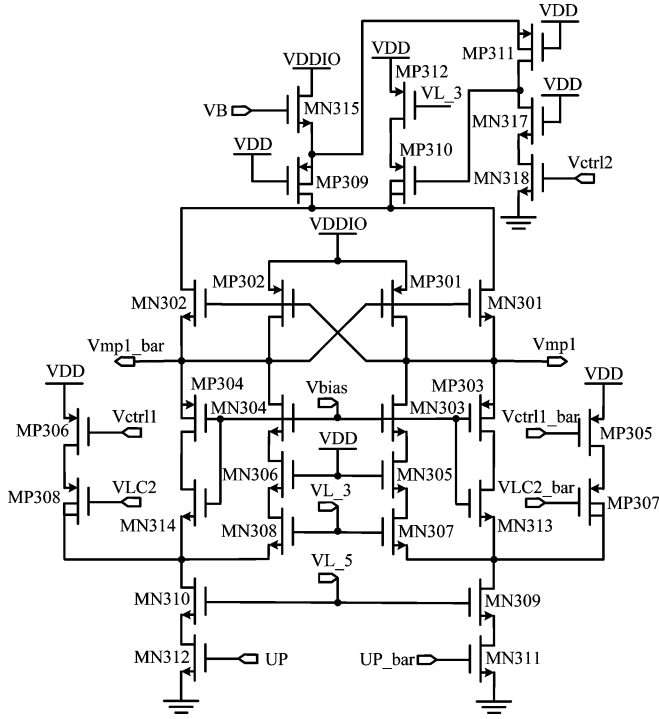 VDD
MP311
VDDIO
VDD
MP312
VDD
VB
MN315
VL_3
MN317
VDD
MP310
MP309
Vctrl2
MN318
VDDIO
MP302
MP301
MN302
MN301
Vmp1_bar
Vmp1
VDD
MP304
Vbias
MP303
VDD
Vctrl1
MN304
MN303
Vctrl1_bar
MP306
MP305
VDD
MN306
MN305
VLC2
VLC2_bar
MP308
VL_3
MP307
MN314
MN308
MN307
MN313
VL_5
MN310
MN309
MN312
UP
UP_bar
MN311